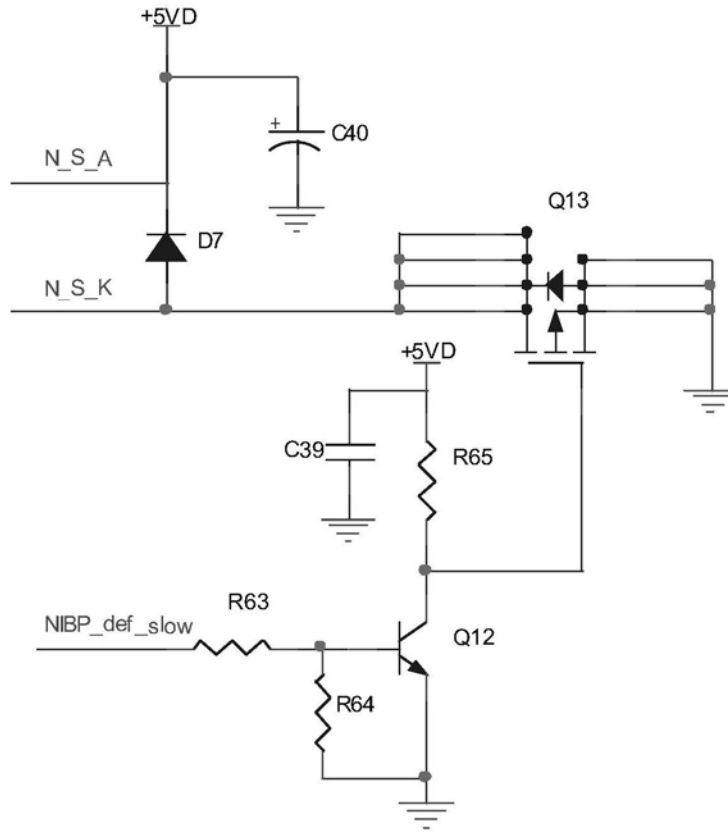 +5VD
+
C40
N_S_A
Q13
D7
N_S_K
+5VD
C39
R65
R63
NIBP_def_slow
Q12
R64